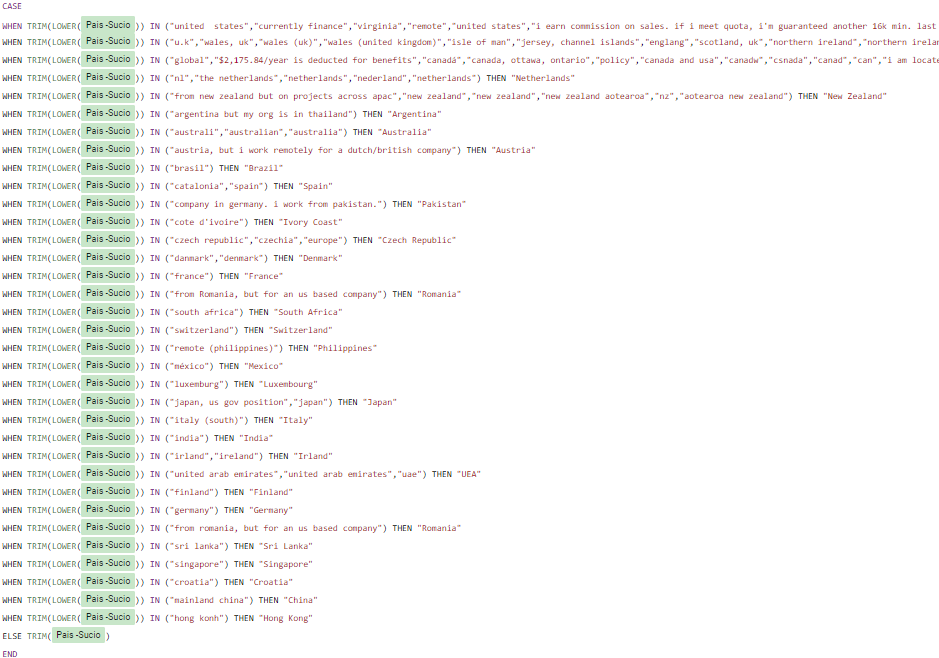 CASE
WHEN TRIM(LOWER( Pais -Sucio )) IN ("united  states","currently finance","virginia","remote","united states","i earn commission on sales. if i meet quota, i'm guaranteed another 16k min. last
WHEN TRIM(LOWER( Pais -Sucio )) IN ("u.k","wales, uk","wales (uk)","wales (united kingdom)","isle of man","jersey, channel islands","englang","scotland, uk","northern ireland","northern irelan
WHEN TRIM(LOWER( Pais -Sucio )) IN ("global","$2,175.84/year is deducted for benefits","canadá","canada, ottawa, ontario","policy","canada and usa","canadw","csnada","canad","can","i am locate
WHEN TRIM(LOWER( Pais -Sucio )) IN ("nl","the netherlands","netherlands","nederland","netherlands") THEN "Netherlands"
WHEN TRIM(LOWER( Pais -Sucio )) IN ("from new zealand but on projects across apac","new zealand","new zealand","new zealand aotearoa","nz","aotearoa new zealand") THEN "New Zealand"
WHEN TRIM(LOWER( Pais -Sucio )) IN ("argentina but my org is in thailand") THEN "Argentina"
WHEN TRIM(LOWER( Pais -Sucio )) IN ("australi","australian","australia") THEN "Australia"
WHEN TRIM(LOWER( Pais -Sucio )) IN ("austria, but i work remotely for a dutch/british company") THEN "Austria"
WHEN TRIM(LOWER( Pais -Sucio )) IN ("brasil") THEN "Brazil"
WHEN TRIM(LOWER( Pais -Sucio )) IN ("catalonia","spain") THEN "Spain"
WHEN TRIM(LOWER( Pais -Sucio )) IN ("company in germany. i work from pakistan.") THEN "Pakistan"
WHEN TRIM(LOWER( Pais -Sucio )) IN ("cote d'ivoire") THEN "Ivory Coast"
WHEN TRIM(LOWER( Pais -Sucio )) IN ("czech republic","czechia","europe") THEN "Czech Republic"
WHEN TRIM(LOWER( Pais -Sucio )) IN ("danmark","denmark") THEN "Denmark"
WHEN TRIM(LOWER( Pais -Sucio )) IN ("france") THEN "France"
WHEN TRIM(LOWER( Pais -Sucio )) IN ("from Romania, but for an us based company") THEN "Romania"
WHEN TRIM(LOWER( Pais -Sucio )) IN ("south africa") THEN "South Africa"
WHEN TRIM(LOWER( Pais -Sucio )) IN ("switzerland") THEN "Switzerland"
WHEN TRIM(LOWER( Pais -Sucio )) IN ("remote (philippines)") THEN "Philippines"
WHEN TRIM(LOWER( Pais -Sucio )) IN ("méxico") THEN "Mexico"
WHEN TRIM(LOWER( Pais -Sucio )) IN ("luxemburg") THEN "Luxembourg"
WHEN TRIM(LOWER( Pais -Sucio )) IN ("japan, us gov position","japan") THEN "Japan"
WHEN TRIM(LOWER( Pais -Sucio )) IN ("italy (south)") THEN "Italy"
WHEN TRIM(LOWER( Pais -Sucio )) IN ("india") THEN "India"
WHEN TRIM(LOWER( Pais -Sucio )) IN ("irland","ireland") THEN "Irland"
WHEN TRIM(LOWER( Pais -Sucio )) IN ("united arab emirates","united arab emirates","uae") THEN "UEA"
WHEN TRIM(LOWER( Pais -Sucio )) IN ("finland") THEN "Finland"
WHEN TRIM(LOWER( Pais -Sucio )) IN ("germany") THEN "Germany"
WHEN TRIM(LOWER( Pais -Sucio )) IN ("from romania, but for an us based company") THEN "Romania"
WHEN TRIM(LOWER( Pais -Sucio )) IN ("sri lanka") THEN "Sri Lanka"
WHEN TRIM(LOWER( Pais -Sucio )) IN ("singapore") THEN "Singapore"
WHEN TRIM(LOWER( Pais -Sucio )) IN ("croatia") THEN "Croatia"
WHEN TRIM(LOWER( Pais -Sucio )) IN ("mainland china") THEN "China"
WHEN TRIM(LOWER( Pais -Sucio )) IN ("hong konh") THEN "Hong Kong"
ELSE TRIM( Pais -Sucio )
END